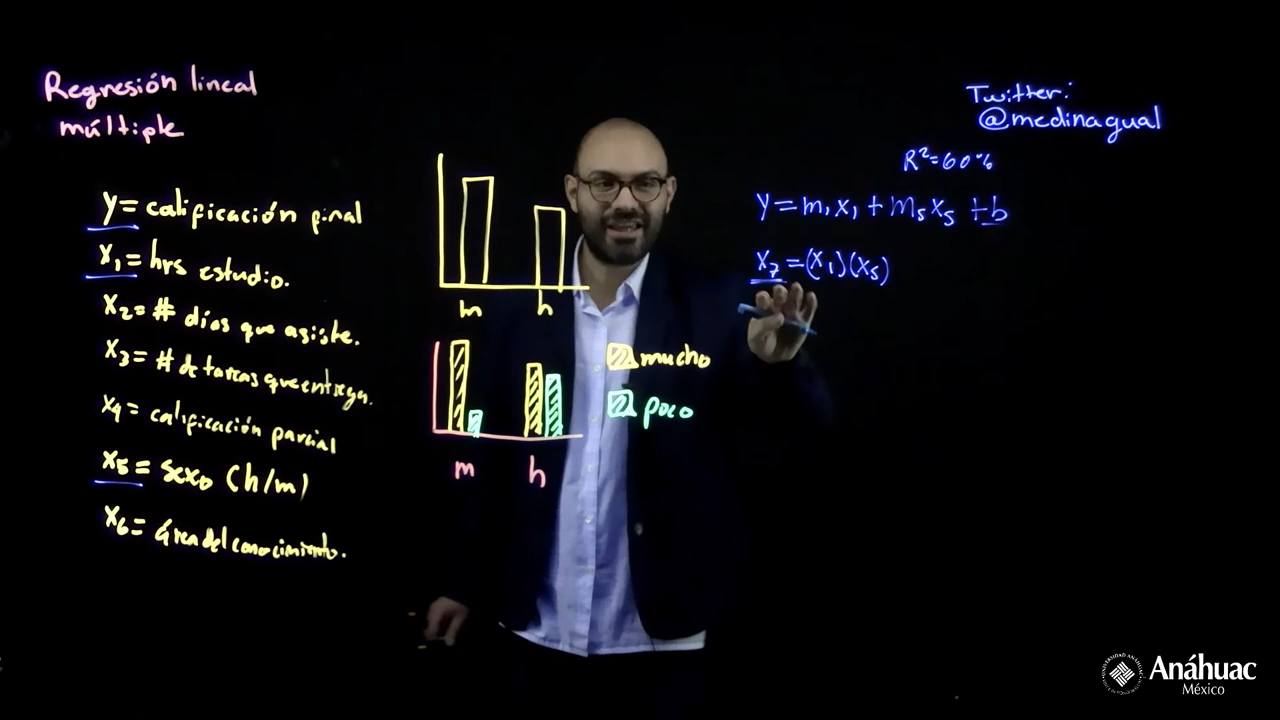 Regresión lineal
múltiple
y = calificación final
x₁ = hrs estudio.
x₂ = # días que asiste.
x₃ = # de tareas que entrega.
x₄ = calificación parcial
x₅ = sexo (h/m)
x₆ = área del conocimiento.
m h
mucho
poco
m h
Twitter:
@medinagual
R² = 60%
y = m₁x₁ + m₅x₅ + b
x₇ = (x₁)(x₅)
UNIVERSIDAD ANÁHUAC
Anáhuac
México